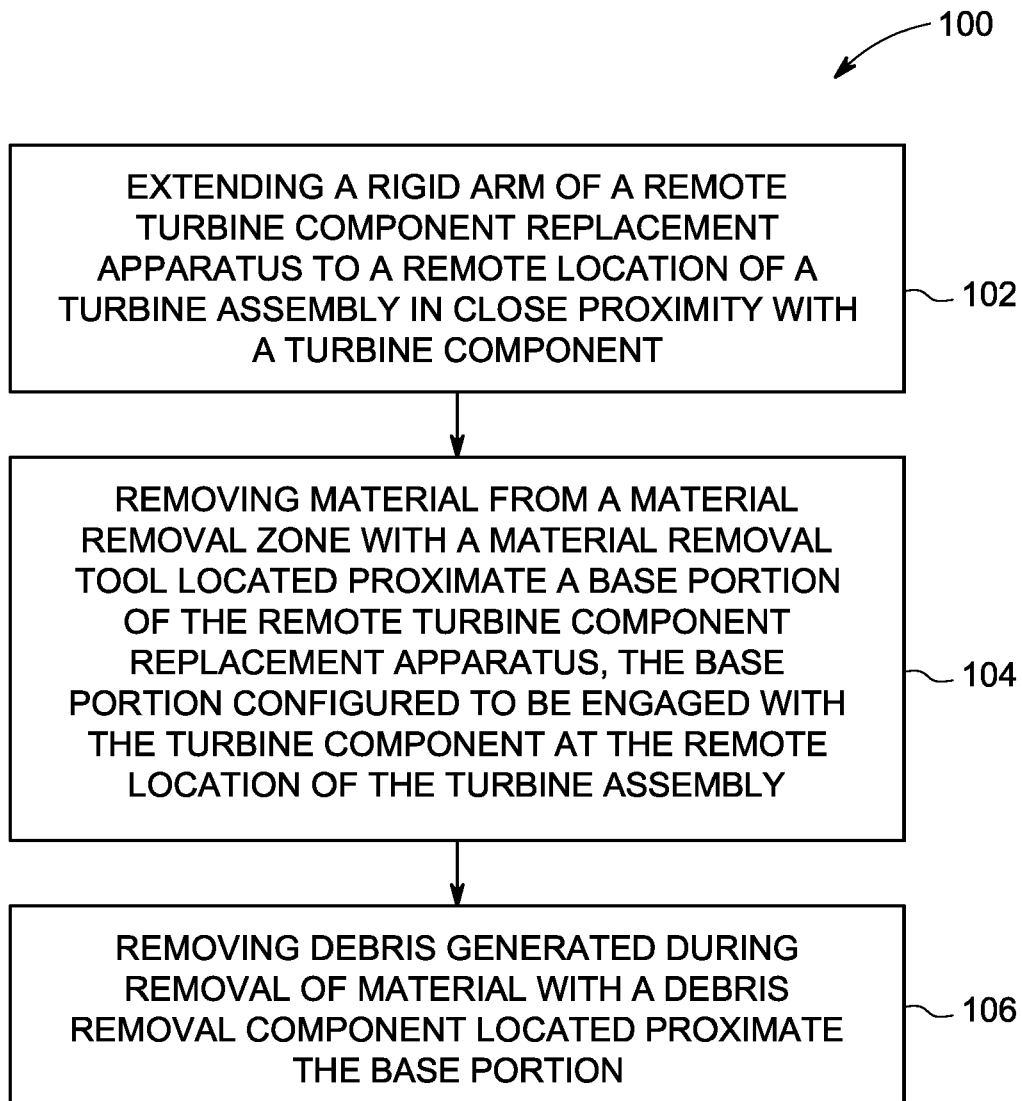 100
EXTENDING A RIGID ARM OF A REMOTE
TURBINE COMPONENT REPLACEMENT
APPARATUS TO A REMOTE LOCATION OF A
TURBINE ASSEMBLY IN CLOSE PROXIMITY WITH
A TURBINE COMPONENT
102
REMOVING MATERIAL FROM A MATERIAL
REMOVAL ZONE WITH A MATERIAL REMOVAL
TOOL LOCATED PROXIMATE A BASE PORTION
OF THE REMOTE TURBINE COMPONENT
REPLACEMENT APPARATUS, THE BASE
PORTION CONFIGURED TO BE ENGAGED WITH
THE TURBINE COMPONENT AT THE REMOTE
LOCATION OF THE TURBINE ASSEMBLY
104
REMOVING DEBRIS GENERATED DURING
REMOVAL OF MATERIAL WITH A DEBRIS
REMOVAL COMPONENT LOCATED PROXIMATE
THE BASE PORTION
106